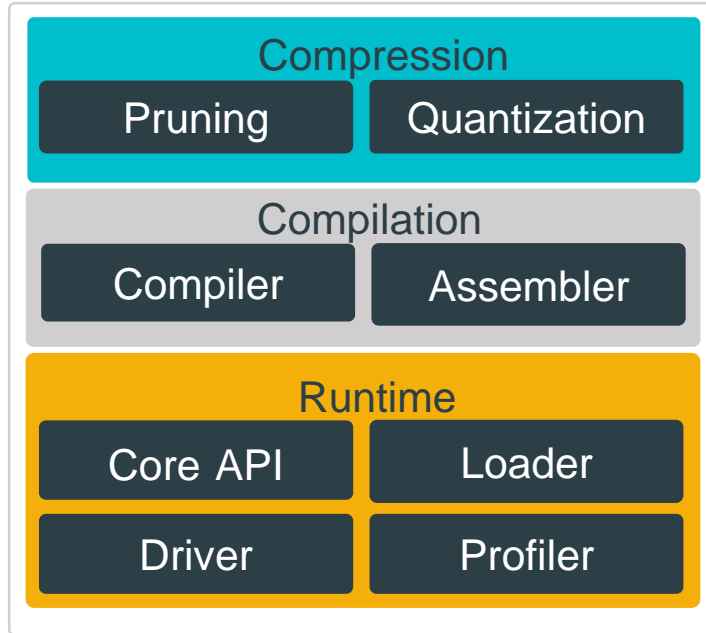 Compression
Pruning Quantization
Compilation
Compiler Assembler
Runtime
Core API Loader
Driver Profiler